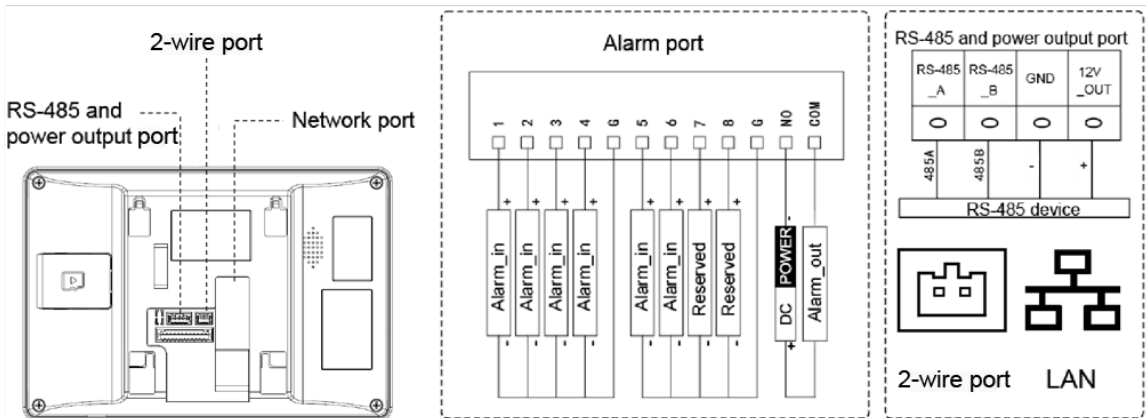 2-wire port
RS-485 and
power output port
Network port
Alarm port
1 2 3 4 G 5 6 7 8 G NO COM
+ + + + + + + + -
Alarm_in Alarm_in Alarm_in Alarm_in Alarm_in Alarm_in Reserved Reserved DC POWER Alarm_out
- - - - - - - - +
RS-485 and power output port
RS-485 RS-485 GND 12V
_A _B _OUT
485A 485B - +
RS-485 device
2-wire port LAN